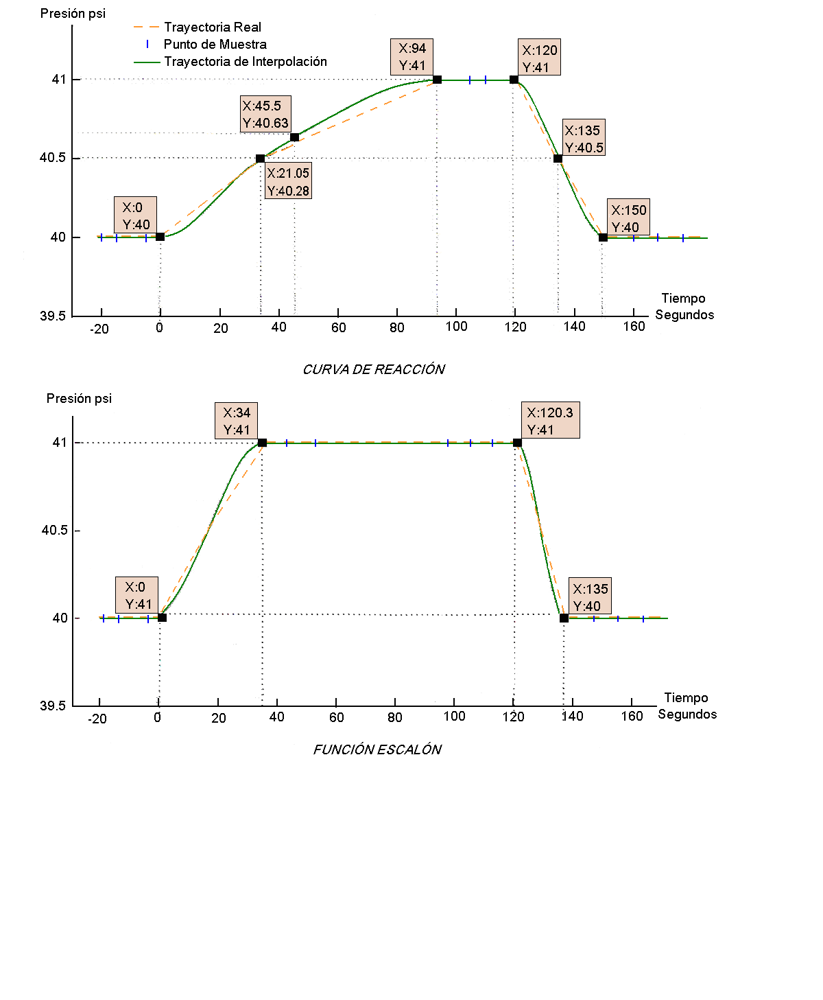 Presión psi
Trayectoria Real
Punto de Muestra
Trayectoria de Interpolación
X:94
Y:41
X:120
Y:41
41
X:45.5
Y:40.63
X:135
Y:40.5
40.5
X:21.05
Y:40.28
X:0
Y:40
X:150
Y:40
40
Tiempo
Segundos
39.5
-20 0 20 40 60 80 100 120 140 160
CURVA DE REACCIÓN
Presión psi
X:34
Y:41
X:120.3
Y:41
41
40.5
X:0
Y:41
X:135
Y:40
40
Tiempo
Segundos
39.5
-20 0 20 40 60 80 100 120 140 160
FUNCIÓN ESCALÓN